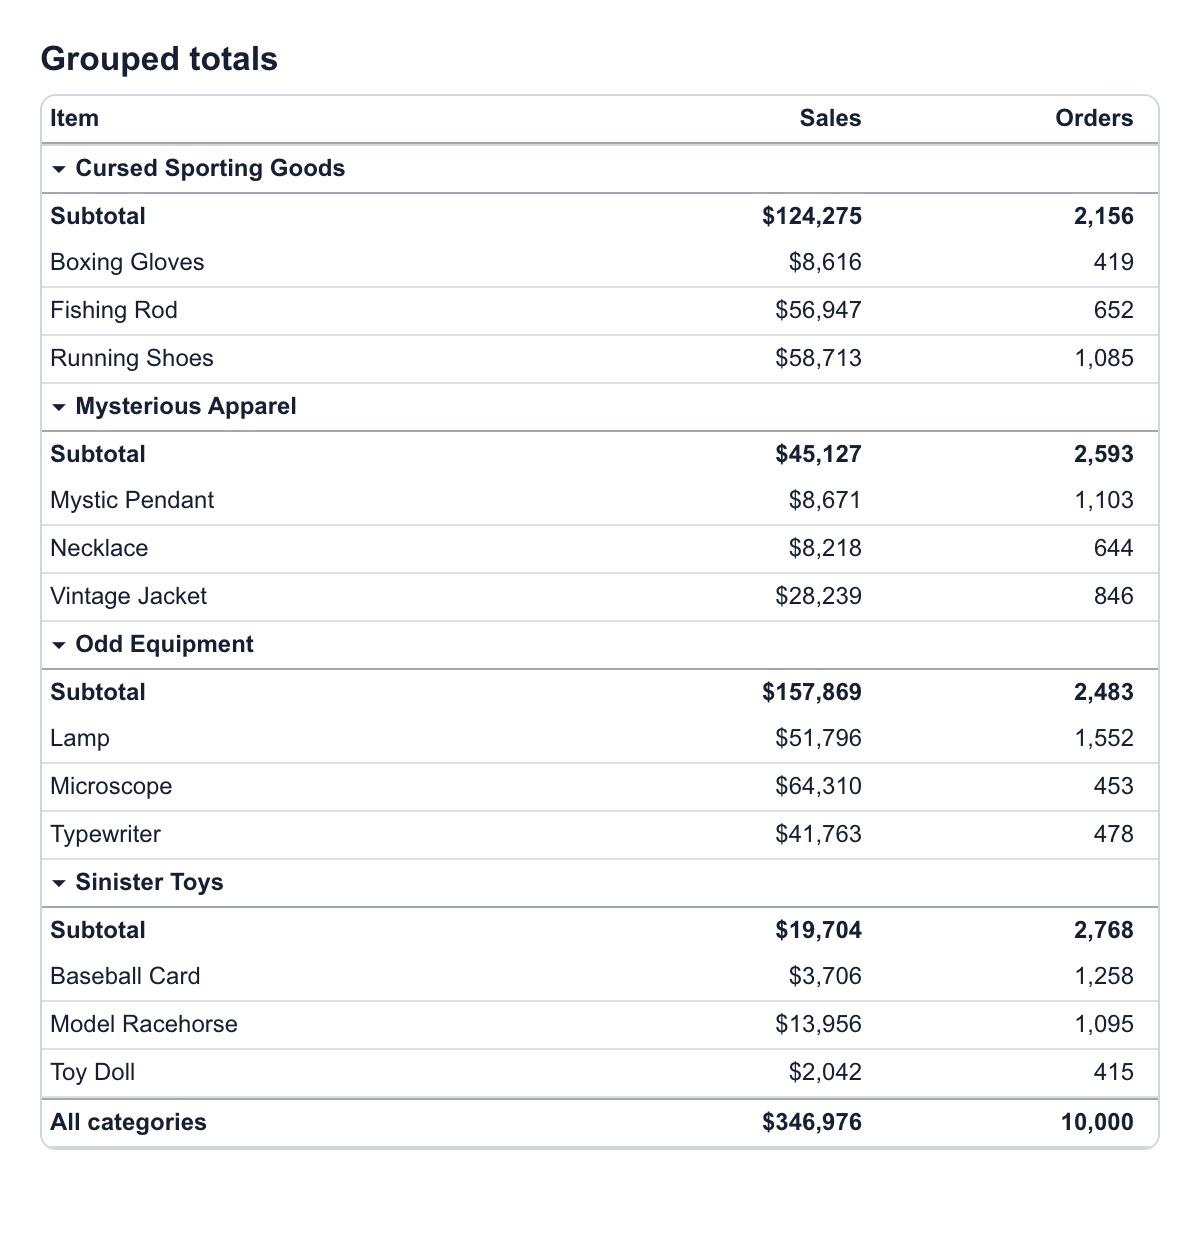 Grouped totals
Item Sales Orders
Cursed Sporting Goods
Subtotal $124,275 2,156
Boxing Gloves $8,616 419
Fishing Rod $56,947 652
Running Shoes $58,713 1,085
Mysterious Apparel
Subtotal $45,127 2,593
Mystic Pendant $8,671 1,103
Necklace $8,218 644
Vintage Jacket $28,239 846
Odd Equipment
Subtotal $157,869 2,483
Lamp $51,796 1,552
Microscope $64,310 453
Typewriter $41,763 478
Sinister Toys
Subtotal $19,704 2,768
Baseball Card $3,706 1,258
Model Racehorse $13,956 1,095
Toy Doll $2,042 415
All categories $346,976 10,000